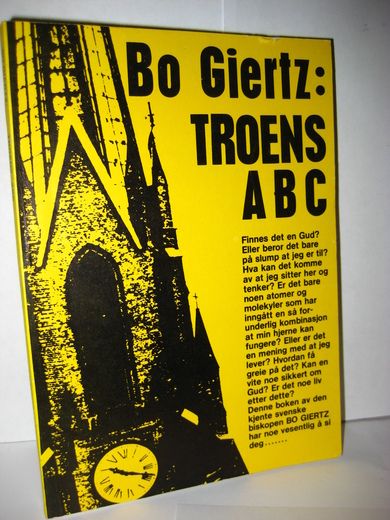 Bo Giertz:
TROENS
ABC
Finnes det en Gud?
Eller beror det bare
på slump at jeg er til?
Hva kan det komme
av at jeg sitter her og
tenker? Er det bare
noen atomer og
molekyler som har
inngått en så for-
underlig kombinasjon
at min hjerne kan
fungere? Eller er det
en mening med at jeg
lever? Hvordan få
greie på det? Kan en
vite noe sikkert om
Gud? Er det noe liv
etter dette?
Denne boken av den
kjente svenske
biskopen BO GIERTZ
har noe vesentlig å si
deg.......